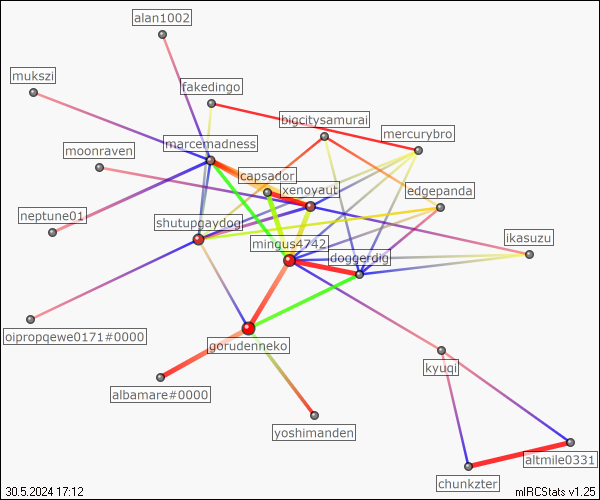 alan1002
mukszi
fakedingo
bigcitysamurai
mercurybro
marcemadness
moonraven
capsador
xenoyaut
edgepanda
neptune01
shutupgaydog
mingus4742
ikasuzu
doggerdig
oipropqewe0171#0000
gorudenneko
kyuqi
albamare#0000
yoshimanden
altmile0331
chunkzter
30.5.2024 17:12
mIRCStats v1.25